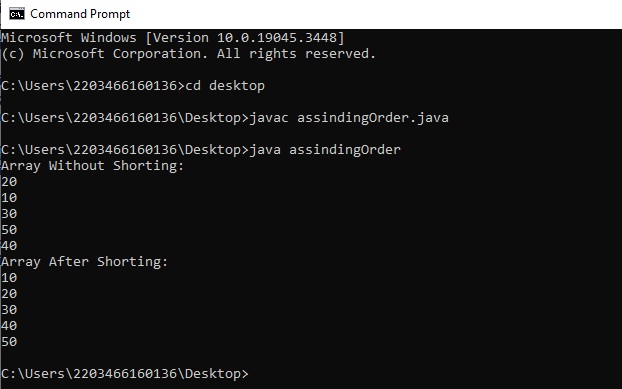 Command Prompt
Microsoft Windows [Version 10.0.19045.3448]
(c) Microsoft Corporation. All rights reserved.
C:\Users\2203466160136>cd desktop
C:\Users\2203466160136\Desktop>javac assindingOrder.java
C:\Users\2203466160136\Desktop>java assindingOrder
Array Without Shorting:
20
10
30
50
40
Array After Shorting:
10
20
30
40
50
C:\Users\2203466160136\Desktop>